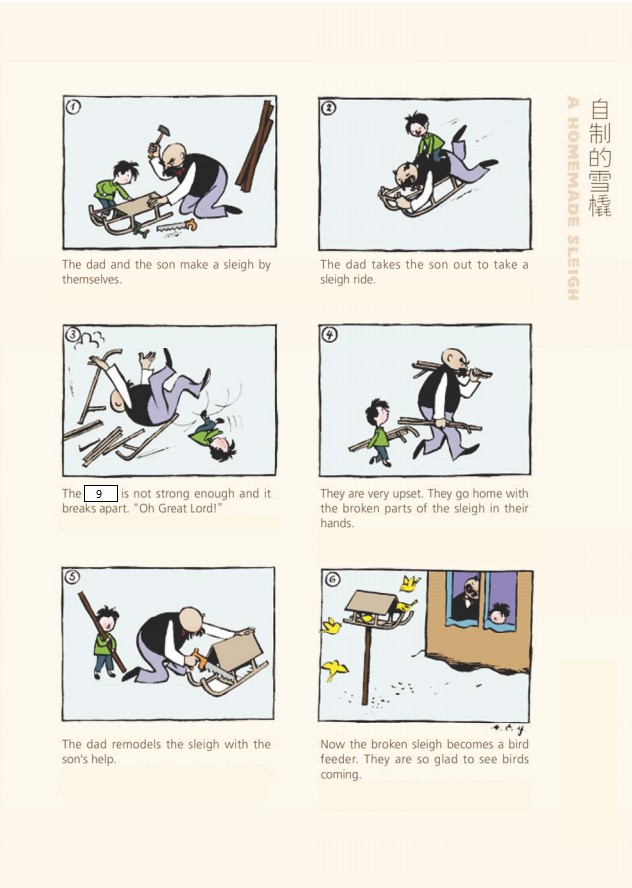 自制的雪橇
A HOMEMADE SLEIGH
1
2
The dad and the son make a sleigh by
themselves.
The dad takes the son out to take a
sleigh ride.
3
4
The 9 is not strong enough and it
breaks apart. “Oh Great Lord!”
They are very upset. They go home with
the broken parts of the sleigh in their
hands.
5
6
e.o.y.
The dad remodels the sleigh with the
son's help.
Now the broken sleigh becomes a bird
feeder. They are so glad to see birds
coming.